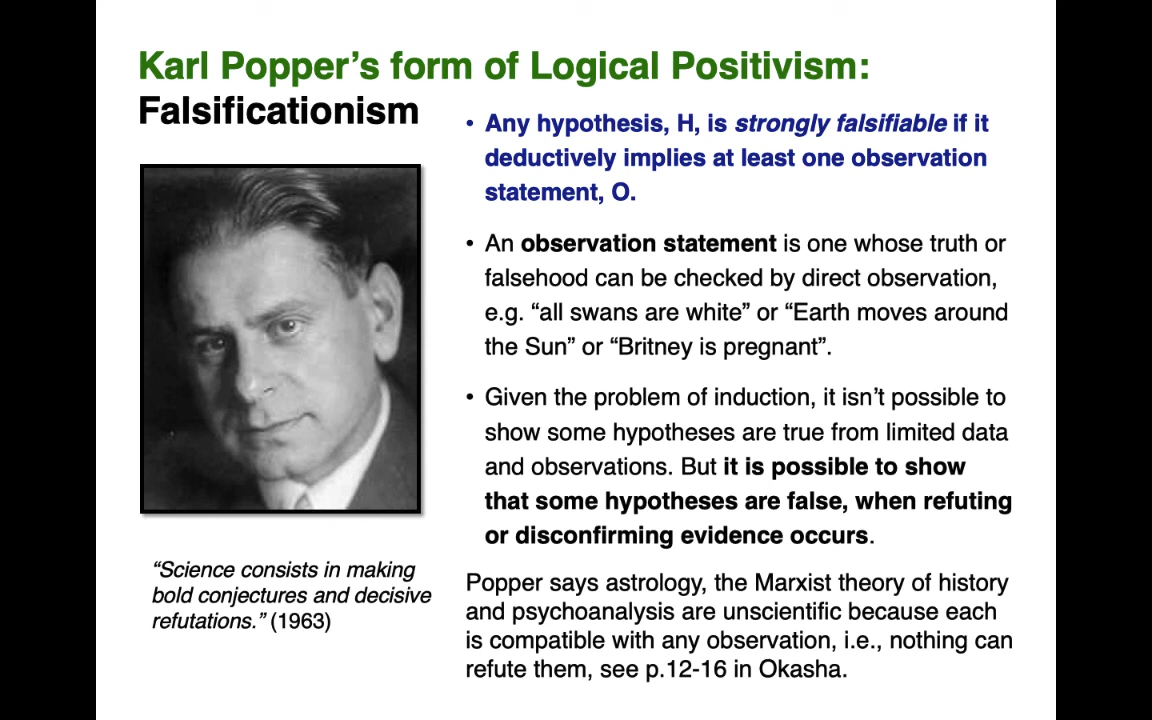 Karl Popper’s form of Logical Positivism:
Falsificationism
• Any hypothesis, H, is strongly falsifiable if it
deductively implies at least one observation
statement, O.
• An observation statement is one whose truth or
falsehood can be checked by direct observation,
e.g. “all swans are white” or “Earth moves around
the Sun” or “Britney is pregnant”.
• Given the problem of induction, it isn’t possible to
show some hypotheses are true from limited data
and observations. But it is possible to show
that some hypotheses are false, when refuting
or disconfirming evidence occurs.
“Science consists in making
bold conjectures and decisive
refutations.” (1963)
Popper says astrology, the Marxist theory of history
and psychoanalysis are unscientific because each
is compatible with any observation, i.e., nothing can
refute them, see p.12-16 in Okasha.